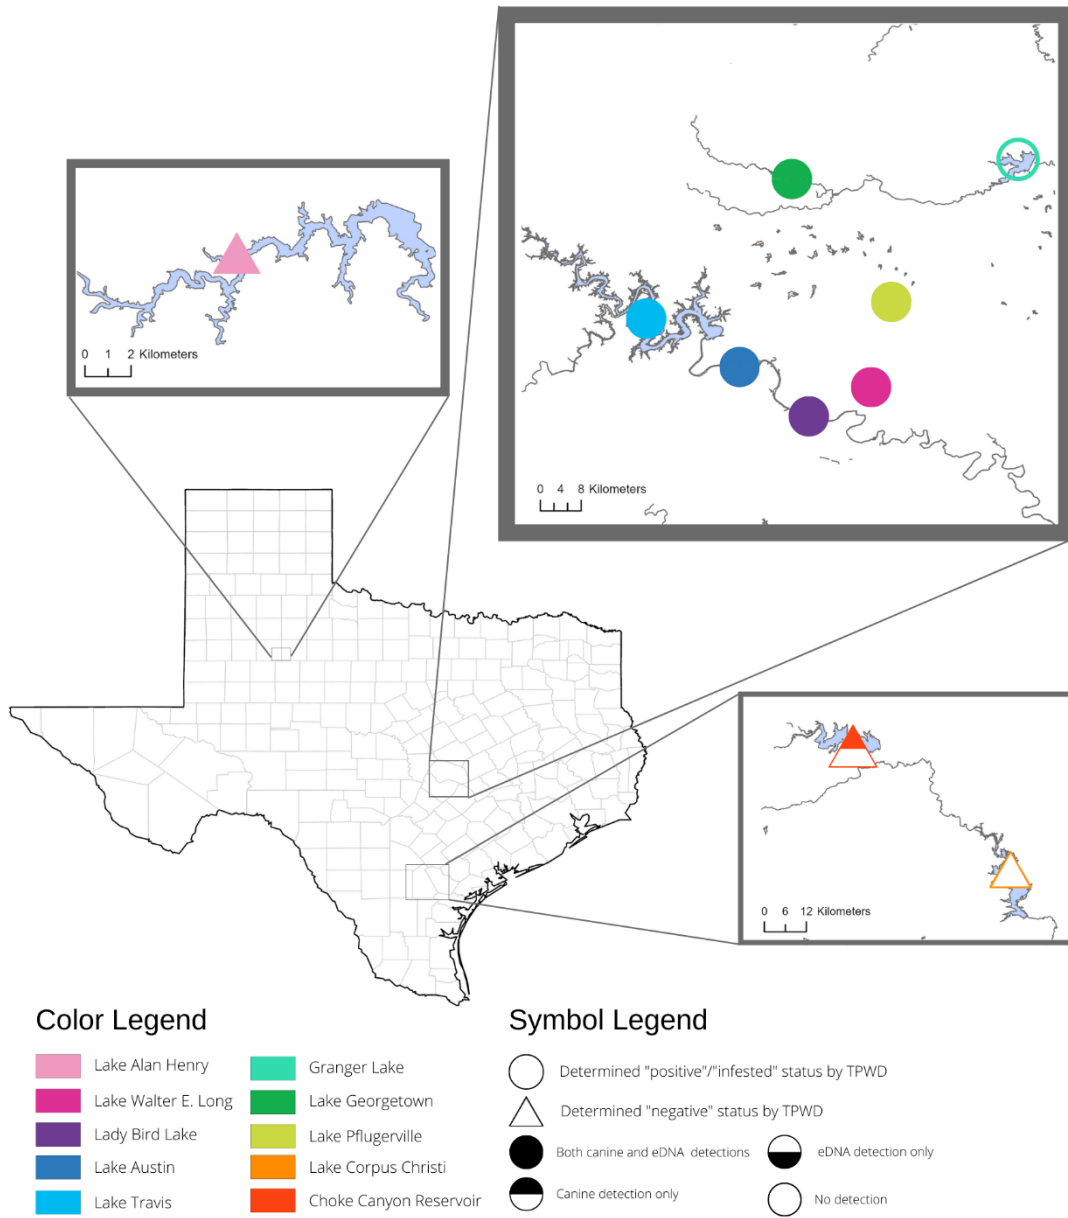 0 1 2 Kilometers
0 4 8 Kilometers
0 6 12 Kilometers
Color Legend
Lake Alan Henry
Lake Walter E. Long
Lady Bird Lake
Lake Austin
Lake Travis
Granger Lake
Lake Georgetown
Lake Pflugerville
Lake Corpus Christi
Choke Canyon Reservoir
Symbol Legend
Determined "positive"/"infested" status by TPWD
Determined "negative" status by TPWD
Both canine and eDNA detections
eDNA detection only
Canine detection only
No detection